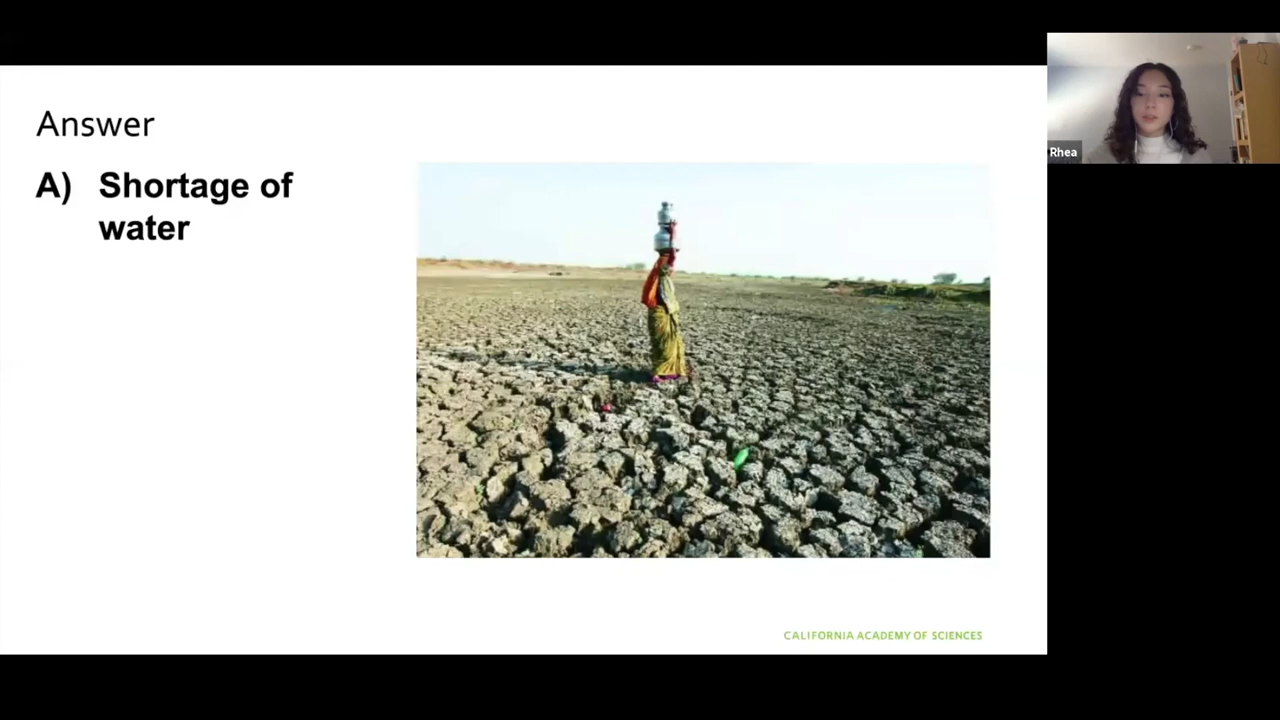 Answer
A) Shortage of
water
CALIFORNIA ACADEMY OF SCIENCES
Rhea